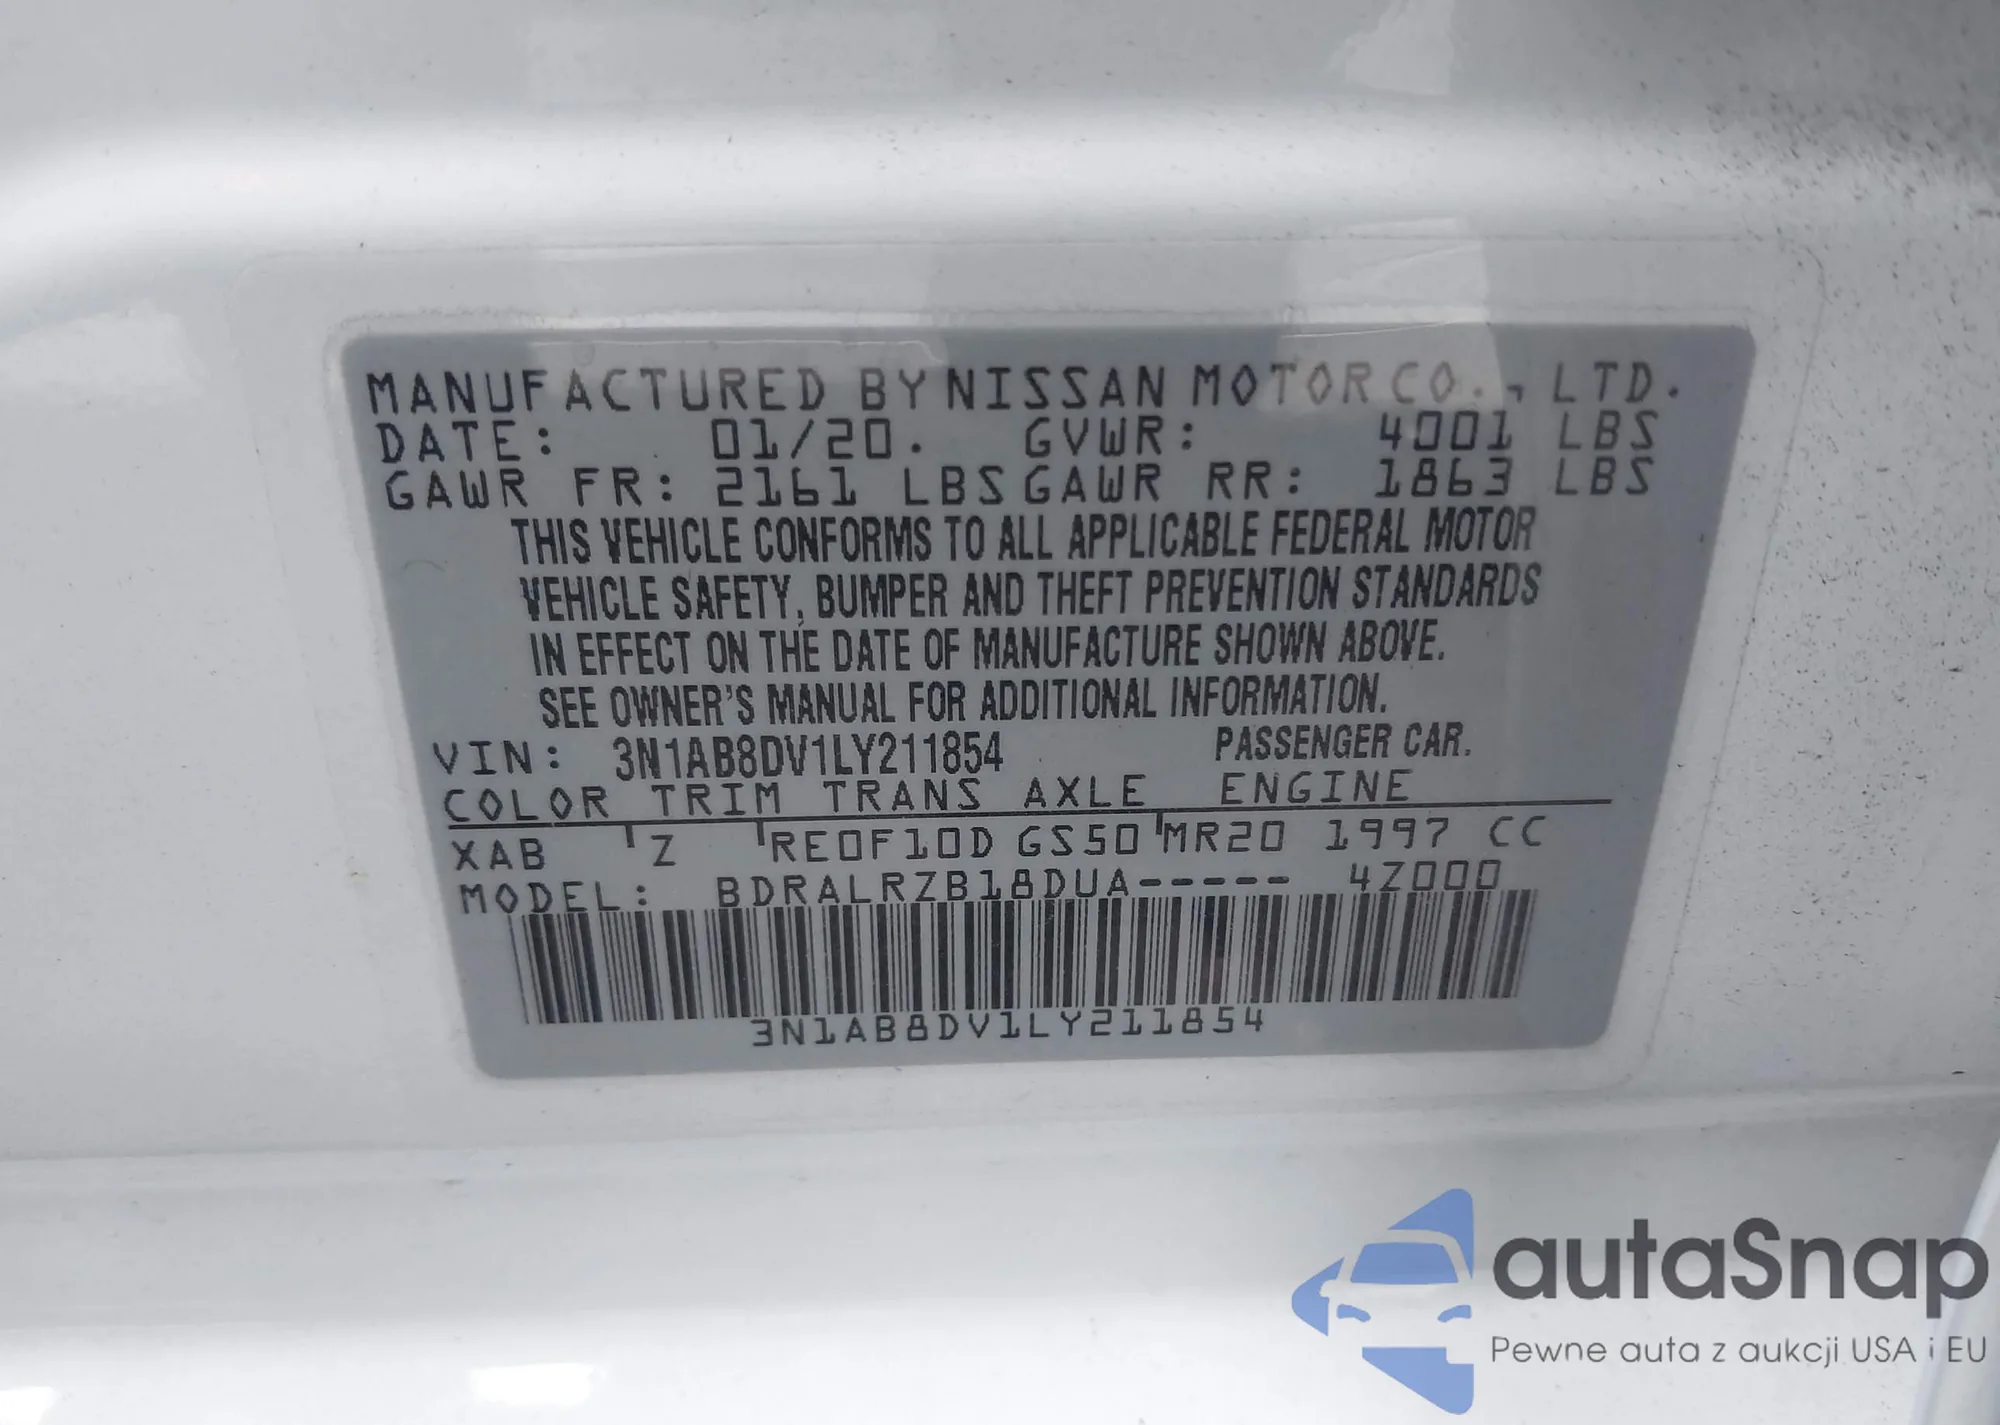 MANUFACTURED BY NISSAN MOTOR CO., LTD.
DATE: 01/20. GVWR: 4001 LBS
GAWR FR: 2161 LBS GAWR RR: 1863 LBS
THIS VEHICLE CONFORMS TO ALL APPLICABLE FEDERAL MOTOR
VEHICLE SAFETY, BUMPER AND THEFT PREVENTION STANDARDS
IN EFFECT ON THE DATE OF MANUFACTURE SHOWN ABOVE.
SEE OWNER'S MANUAL FOR ADDITIONAL INFORMATION.
VIN: 3N1AB8DV1LY211854 PASSENGER CAR.
COLOR TRIM TRANS AXLE ENGINE
XAB Z RE0F10D GS50 MR20 1997 CC
MODEL: BDRALRZB18DUA----- 4Z000
3N1AB8DV1LY211854
autaSnap
Pewne auta z aukcji USA i EU